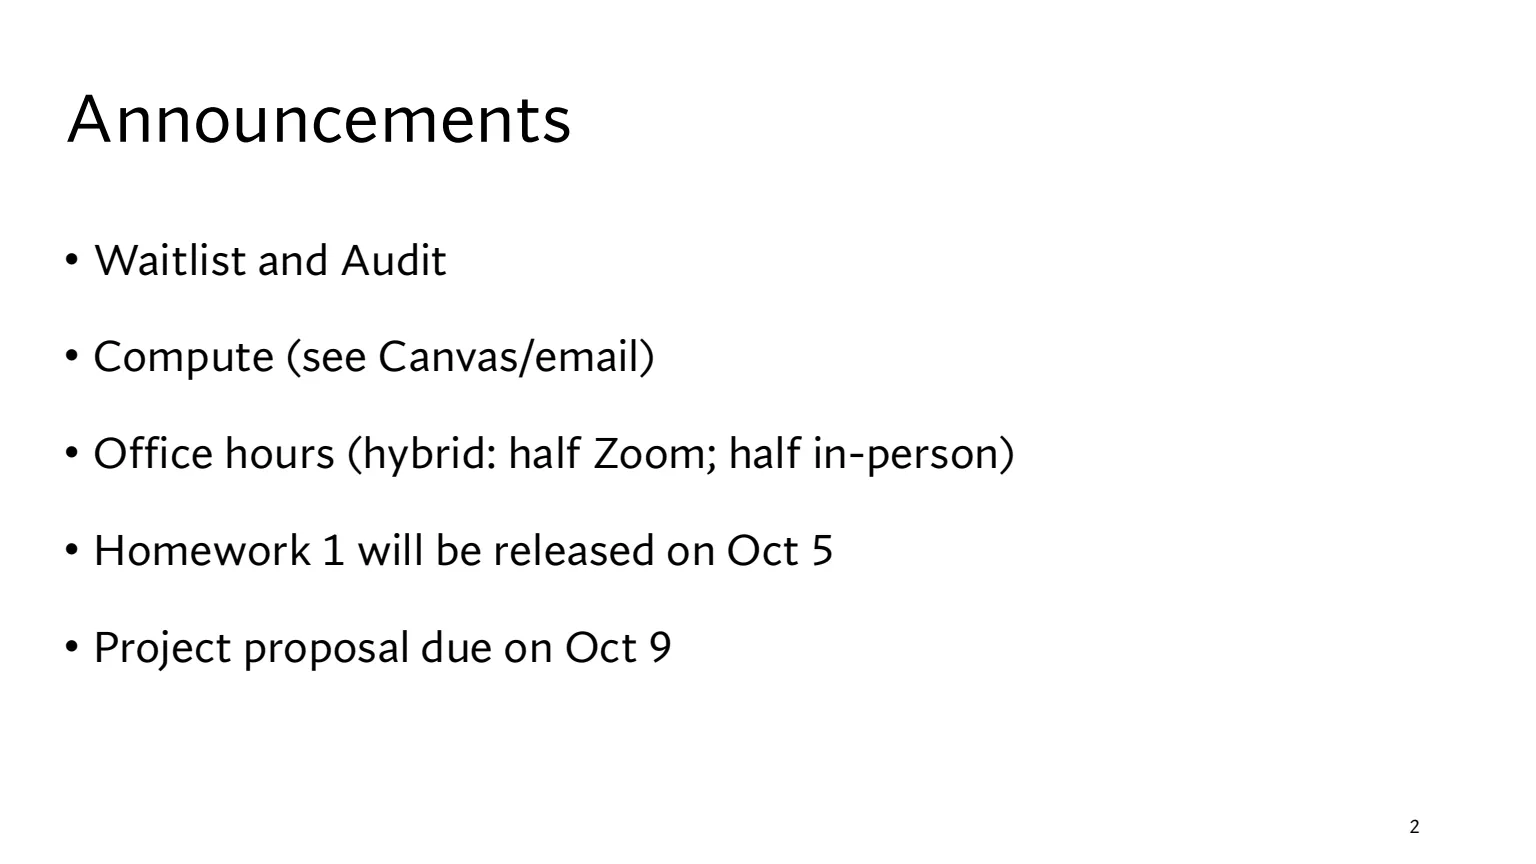 Announcements
• Waitlist and Audit
• Compute (see Canvas/email)
• Office hours (hybrid: half Zoom; half in-person)
• Homework 1 will be released on Oct 5
• Project proposal due on Oct 9
2